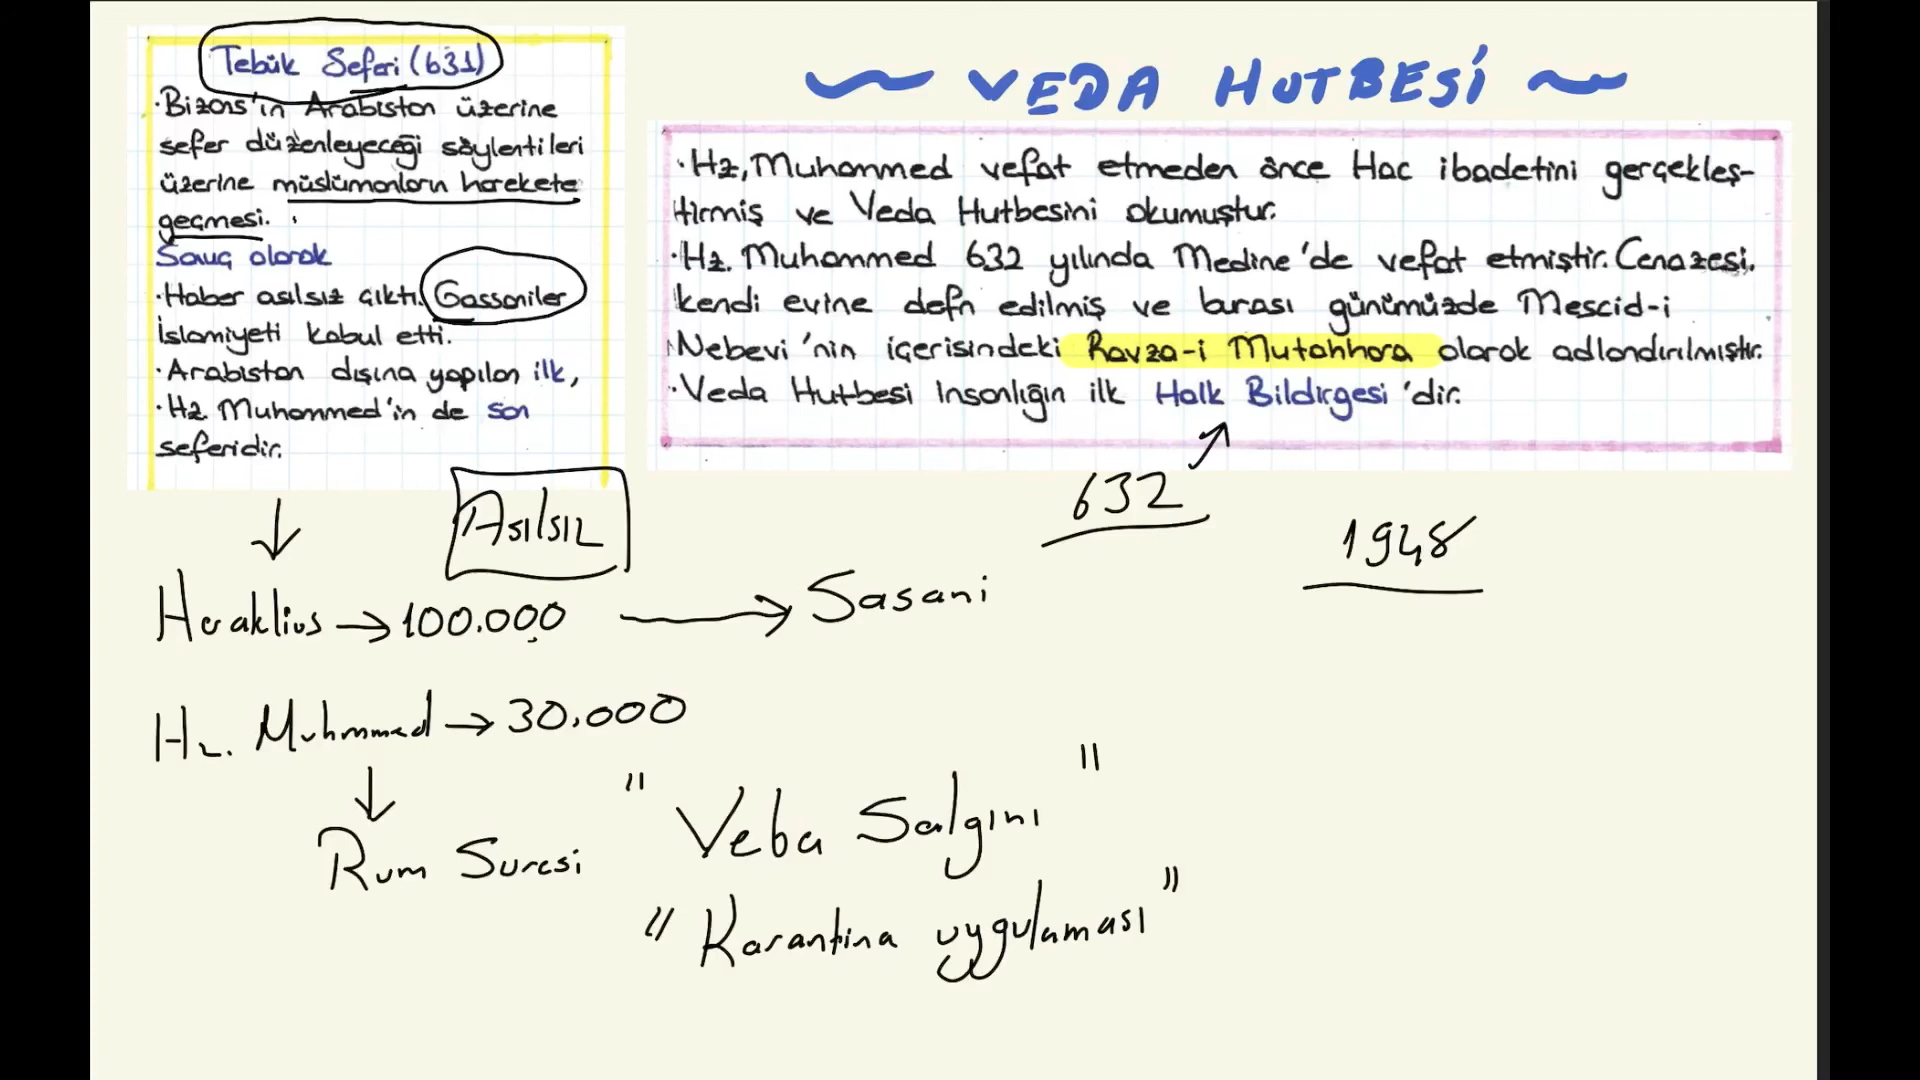 Tebük Seferi (631)
·Bizans'ın Arabistan üzerine
sefer düzenleyeceği söylentileri
üzerine müslümanların harekete
geçmesi.
Sonuç olarak
·Haber asılsız çıktı. Gassaniler
İslamiyeti kabul etti.
·Arabistan dışına yapılan ilk,
·Hz. Muhammed'in de son
seferidir.
~ VEDA HUTBESİ ~
·Hz, Muhammed vefat etmeden önce Hac ibadetini gerçekleş-
tirmiş ve Veda Hutbesini okumuştur.
·Hz. Muhammed 632 yılında Medine'de vefat etmiştir. Cenazesi.
kendi evine defn edilmiş ve burası günümüzde Mescid-i
Nebevi'nin içerisindeki Ravza-i Mutahhara olarak adlandırılmıştır.
·Veda Hutbesi İnsanlığın ilk Halk Bildirgesi'dir.
632
1948
Asılsız
Heraklius → 100.000 → Sasani
Hz. Muhmmed → 30.000
Rum Suresi
" Veba Salgını "
" Karantina uygulaması "